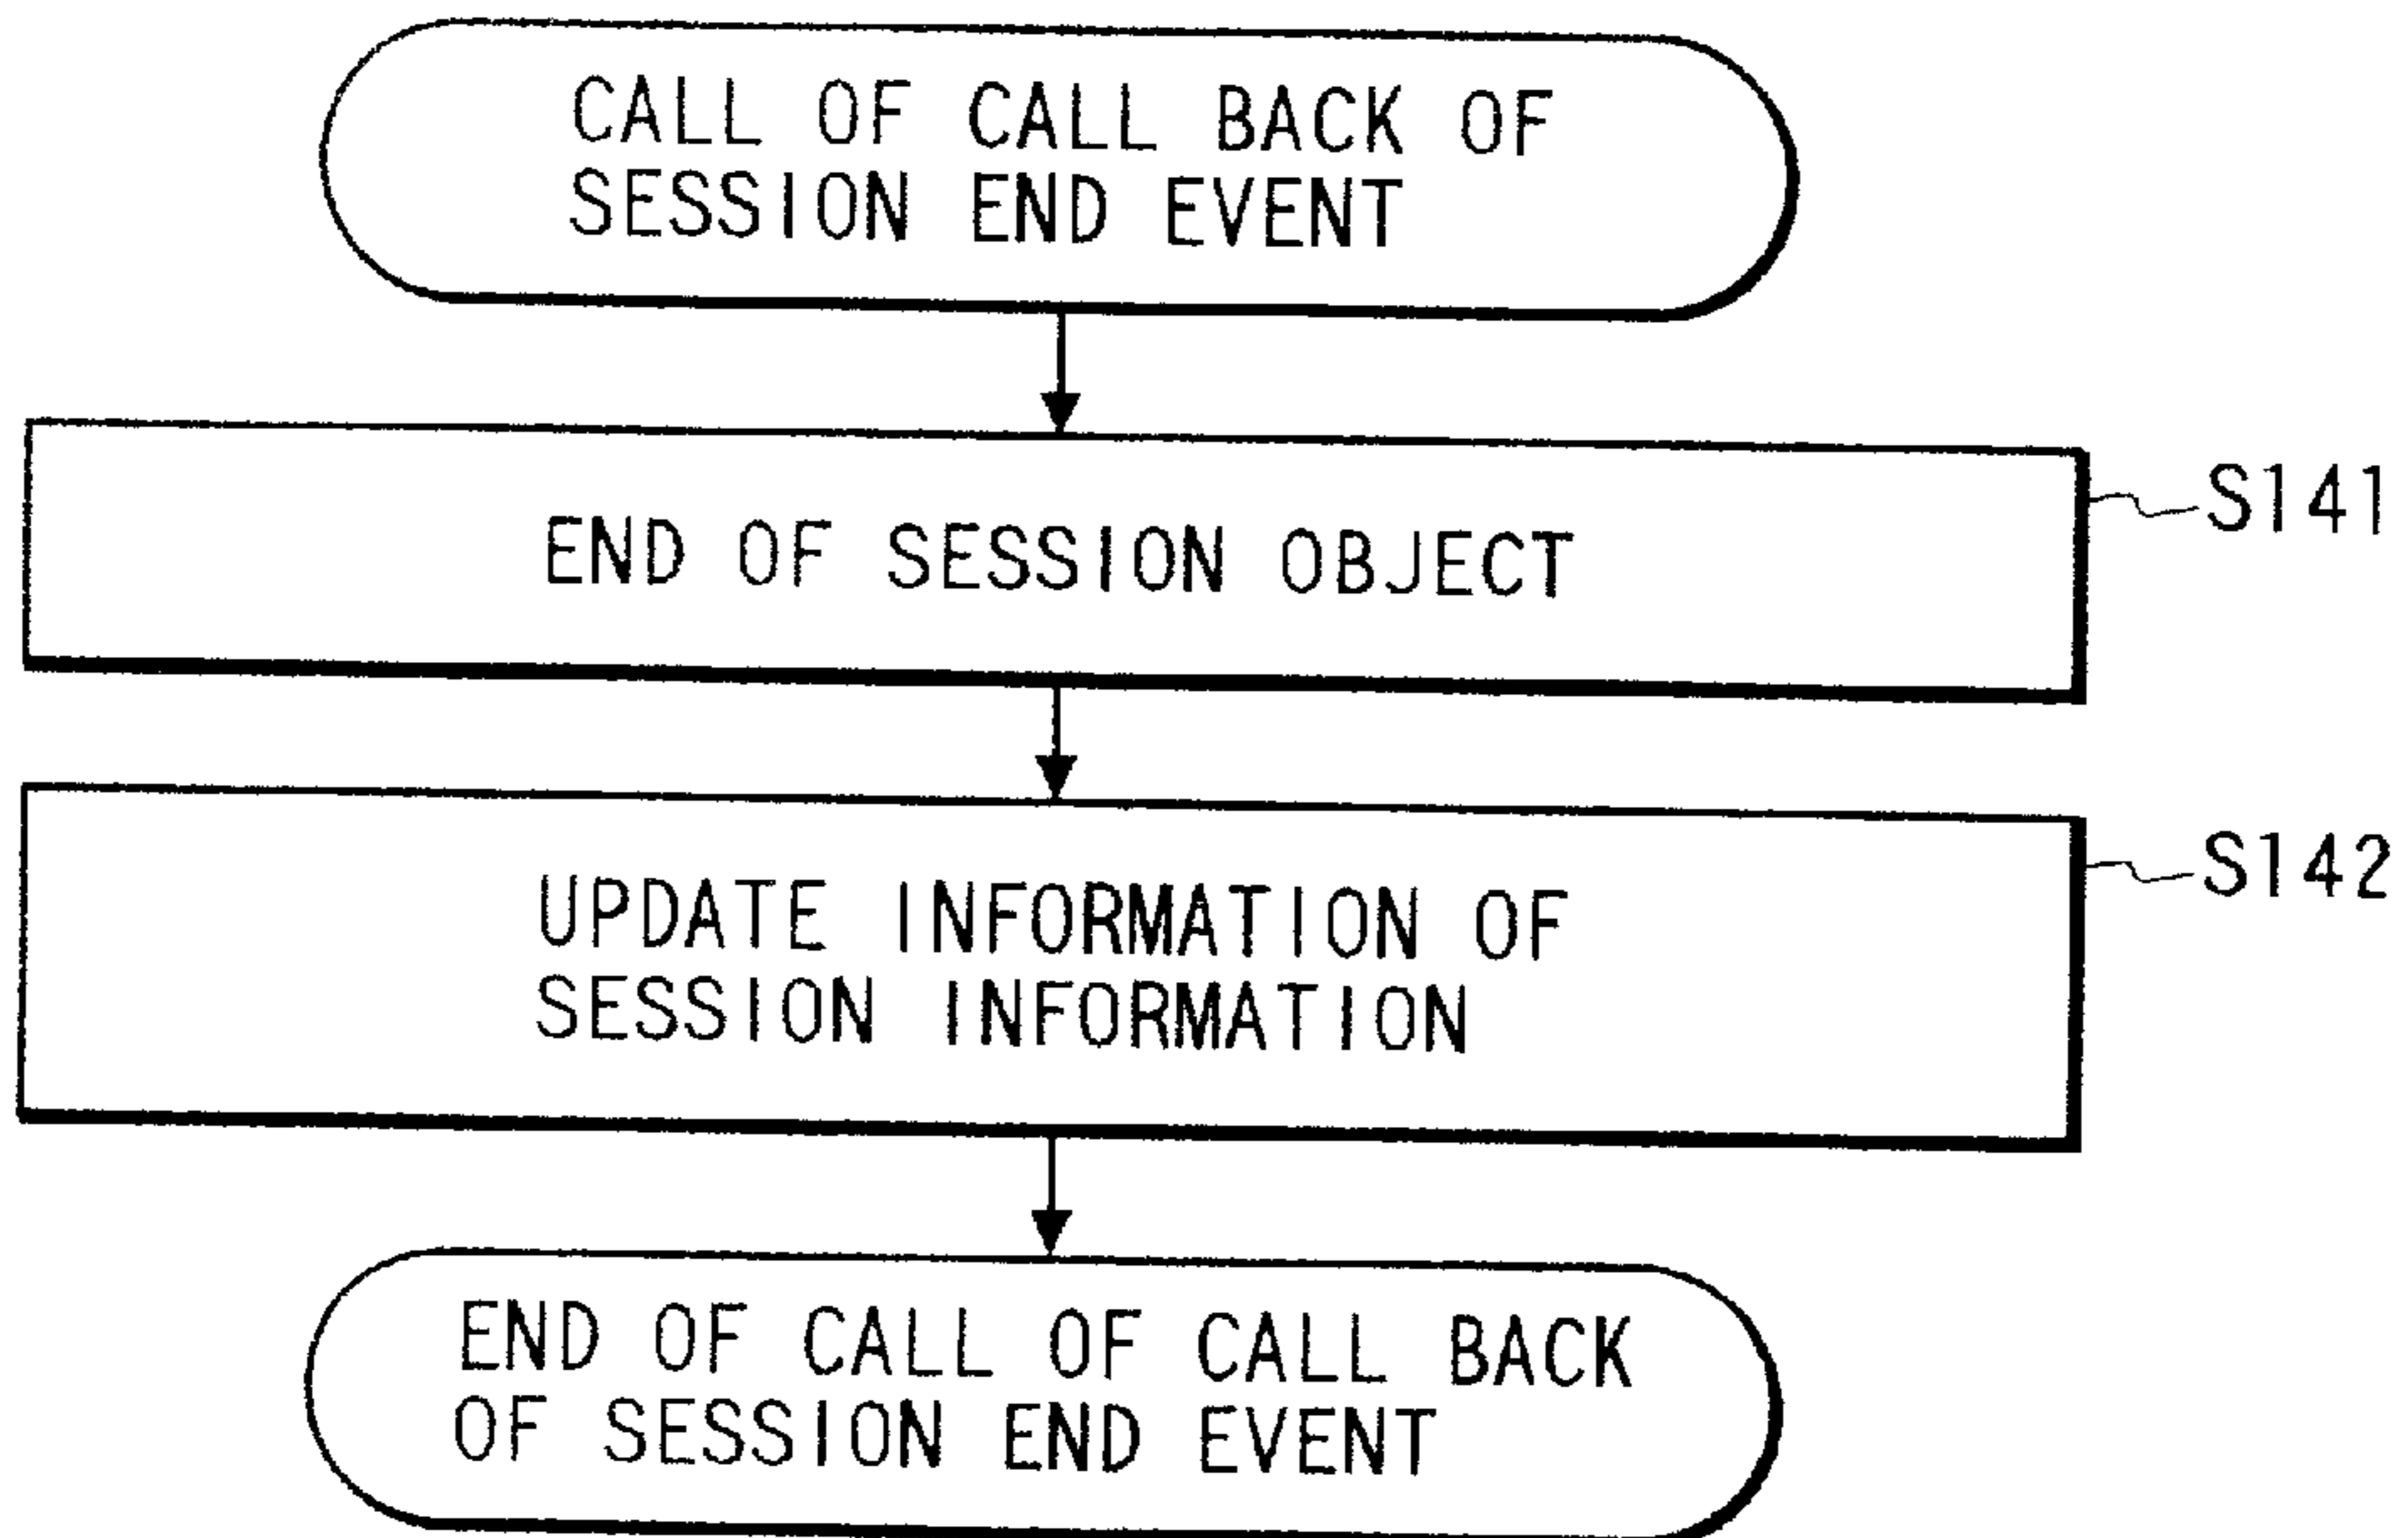 CALL OF CALL BACK OF
SESSION END EVENT
END OF SESSION OBJECT
S141
UPDATE INFORMATION OF
SESSION INFORMATION
S142
END OF CALL OF CALL BACK
OF SESSION END EVENT